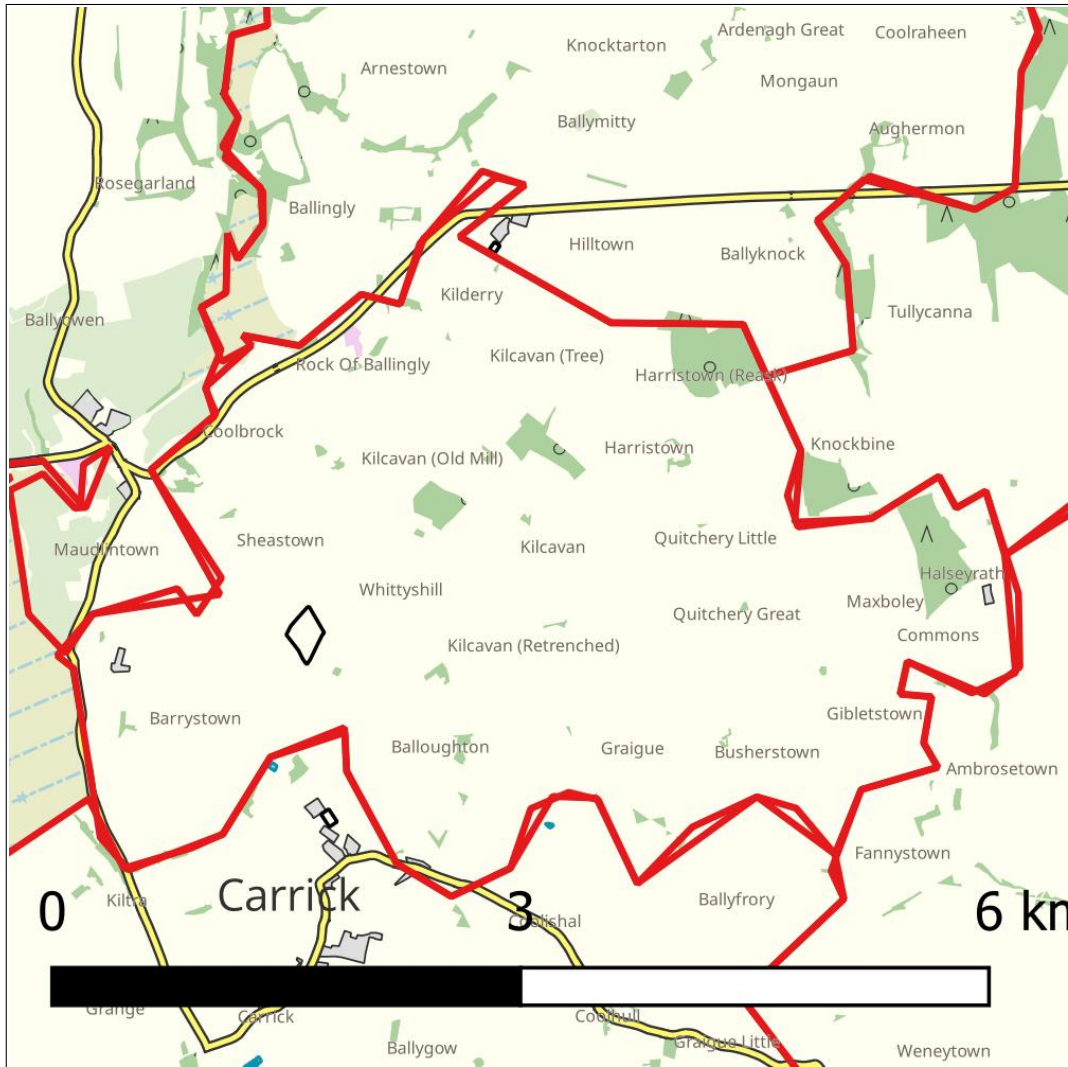 Ardenagh Great
Coolraheen
Knocktarton
Arnestown
Mongaun
Ballymitty
Aughermon
Rosegarland
Ballingly
Hilltown
Ballyknock
Kilderry
Tullycanna
Ballyowen
Kilcavan (Tree)
Rock Of Ballingly
Harristown (Reask)
Coolbrock
Knockbine
Harristown
Kilcavan (Old Mill)
Sheastown
Quitchery Little
Kilcavan
Maudlintown
Halseyrath
Whittyshill
Maxboley
Quitchery Great
Commons
Kilcavan (Retrenched)
Gibletstown
Barrystown
Balloughton
Graigue
Busherstown
Ambrosetown
Fannystown
Carrick
Kiltra
Ballyfrory
0
3
6 km
Coolishal
Grange
Carrick
Coolhull
Graigue Little
Ballygow
Weneytown